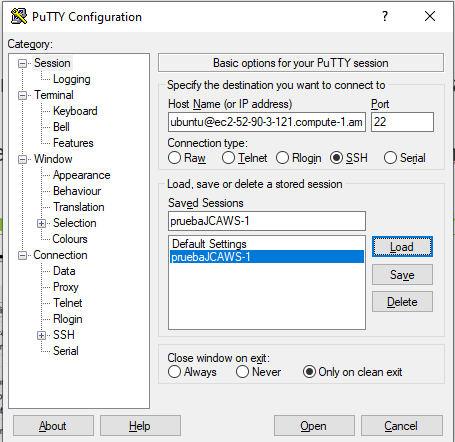 PuTTY Configuration
Category:
Session
Logging
Terminal
Keyboard
Bell
Features
Window
Appearance
Behaviour
Translation
Selection
Colours
Connection
Data
Proxy
Telnet
Rlogin
SSH
Serial
Basic options for your PuTTY session
Specify the destination you want to connect to
Host Name (or IP address) Port
ubuntu@ec2-52-90-3-121.compute-1.am 22
Connection type:
Raw Telnet Rlogin SSH Serial
Load, save or delete a stored session
Saved Sessions
pruebaJCAWS-1
Default Settings
pruebaJCAWS-1
Load
Save
Delete
Close window on exit:
Always Never Only on clean exit
About Help Open Cancel